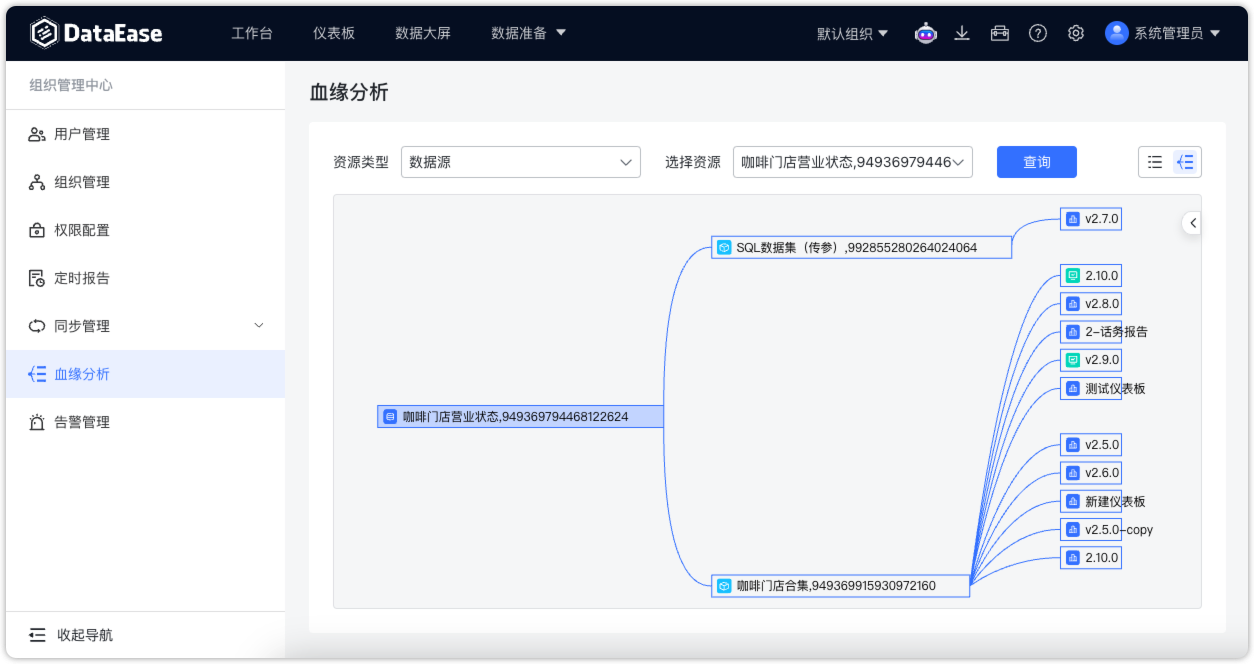 DataEase
工作台
仪表板
数据大屏
数据准备
默认组织
系统管理员
组织管理中心
用户管理
组织管理
权限配置
定时报告
同步管理
血缘分析
告警管理
收起导航
血缘分析
资源类型
数据源
选择资源
咖啡门店营业状态,94936979446
查询
咖啡门店营业状态,949369794468122624
SQL数据集（传参）,992855280264024064
咖啡门店合集,949369915930972160
v2.7.0
2.10.0
v2.8.0
2-话务报告
v2.9.0
测试仪表板
v2.5.0
v2.6.0
新建仪表板
v2.5.0-copy
2.10.0